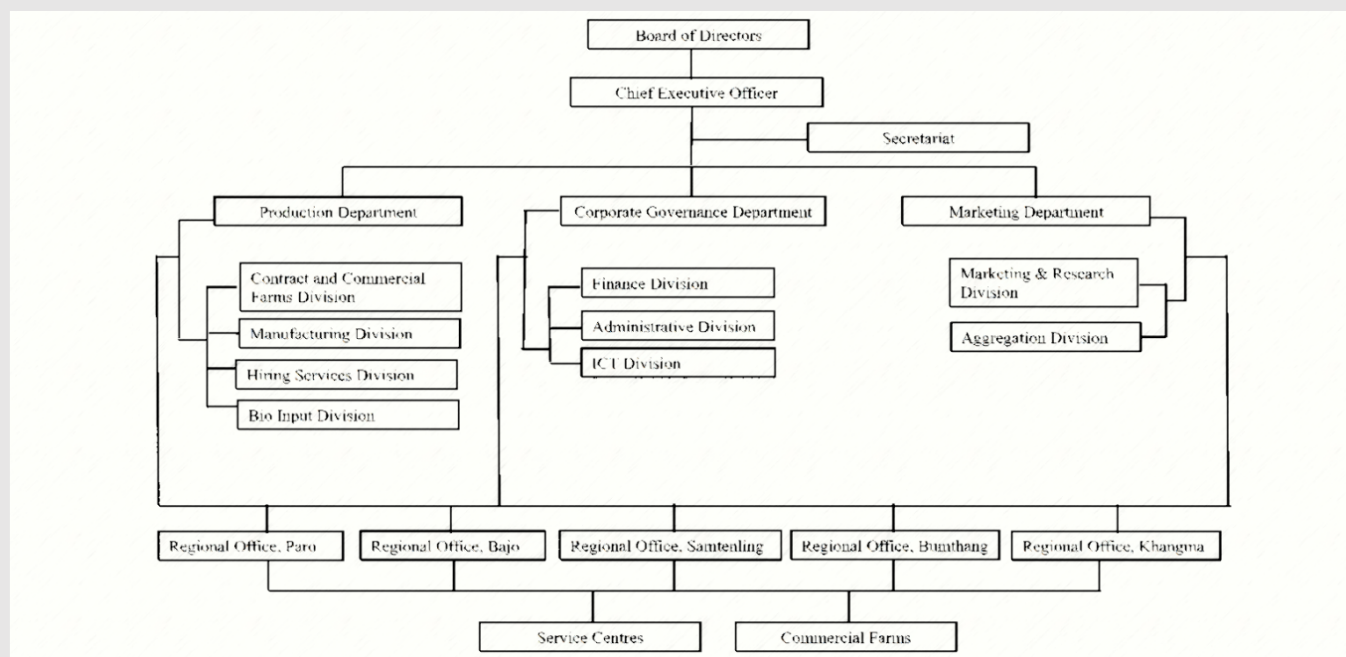 Board of Directors
Chief Executive Officer
Secretariat
Production Department
Corporate Governance Department
Marketing Department
Contract and Commercial
Farms Division
Manufacturing Division
Hiring Services Division
Bio Input Division
Finance Division
Administrative Division
ICT Division
Marketing & Research
Division
Aggregation Division
Regional Office, Paro
Regional Office, Bajo
Regional Office, Samtenling
Regional Office, Bumthang
Regional Office, Khangma
Service Centres
Commercial Farms